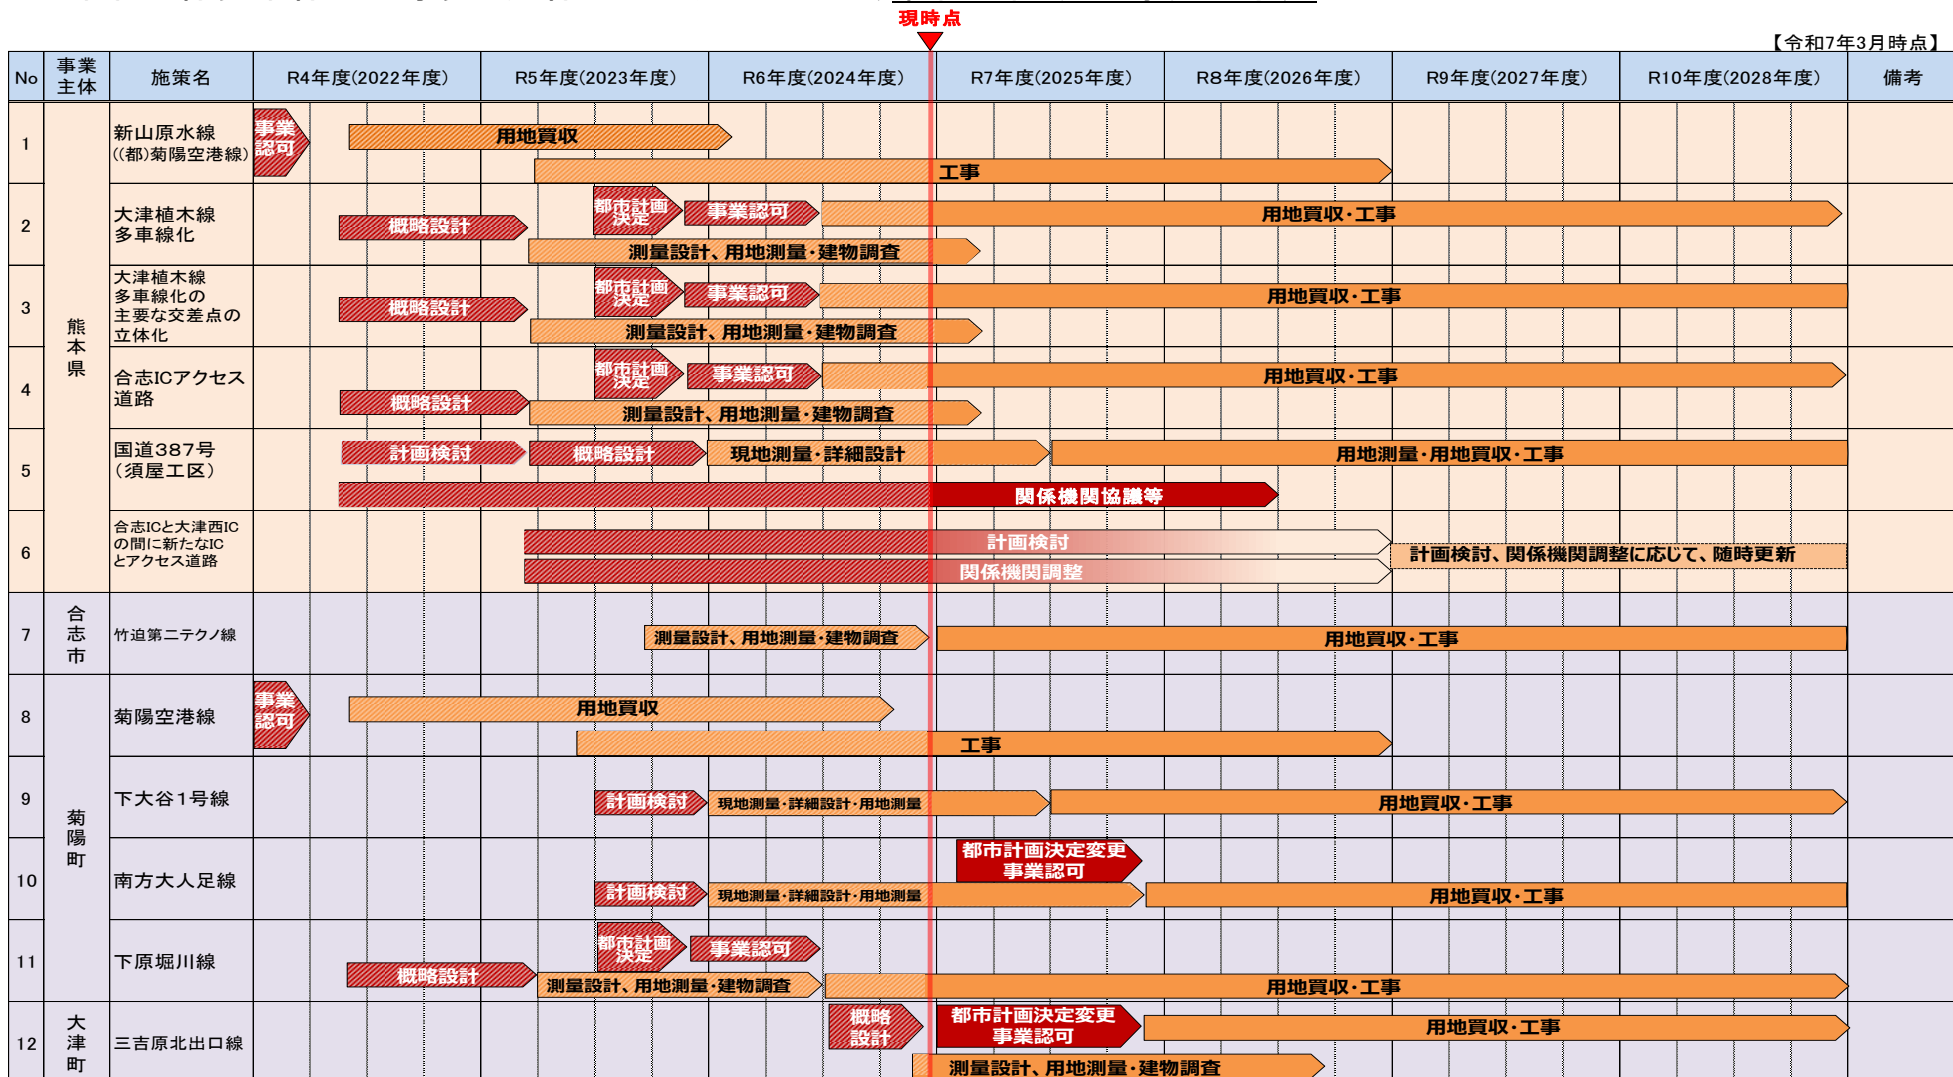 現時点
【令和7年3月時点】
No
事業
主体
施策名
R4年度(2022年度)
R5年度(2023年度)
R6年度(2024年度)
R7年度(2025年度)
R8年度(2026年度)
R9年度(2027年度)
R10年度(2028年度)
備考
熊本県
1
新山原水線
((都)菊陽空港線)
事業
認可
用地買収
工事
2
大津植木線
多車線化
概略設計
都市計画
決定
事業認可
用地買収・工事
測量設計、用地測量・建物調査
3
大津植木線
多車線化の
主要な交差点の
立体化
概略設計
都市計画
決定
事業認可
用地買収・工事
測量設計、用地測量・建物調査
4
合志ICアクセス
道路
概略設計
都市計画
決定
事業認可
用地買収・工事
測量設計、用地測量・建物調査
5
国道387号
(須屋工区)
計画検討
概略設計
現地測量・詳細設計
用地測量・用地買収・工事
関係機関協議等
6
合志ICと大津西IC
の間に新たなIC
とアクセス道路
計画検討
関係機関調整
計画検討、関係機関調整に応じて、随時更新
合志市
7
竹迫第二テクノ線
測量設計、用地測量・建物調査
用地買収・工事
菊陽町
8
菊陽空港線
事業
認可
用地買収
工事
9
下大谷1号線
計画検討
現地測量・詳細設計・用地測量
用地買収・工事
10
南方大人足線
計画検討
現地測量・詳細設計・用地測量
都市計画決定変更
事業認可
用地買収・工事
11
下原堀川線
概略設計
都市計画
決定
事業認可
測量設計、用地測量・建物調査
用地買収・工事
大津町
12
三吉原北出口線
概略
設計
都市計画決定変更
事業認可
用地買収・工事
測量設計、用地測量・建物調査